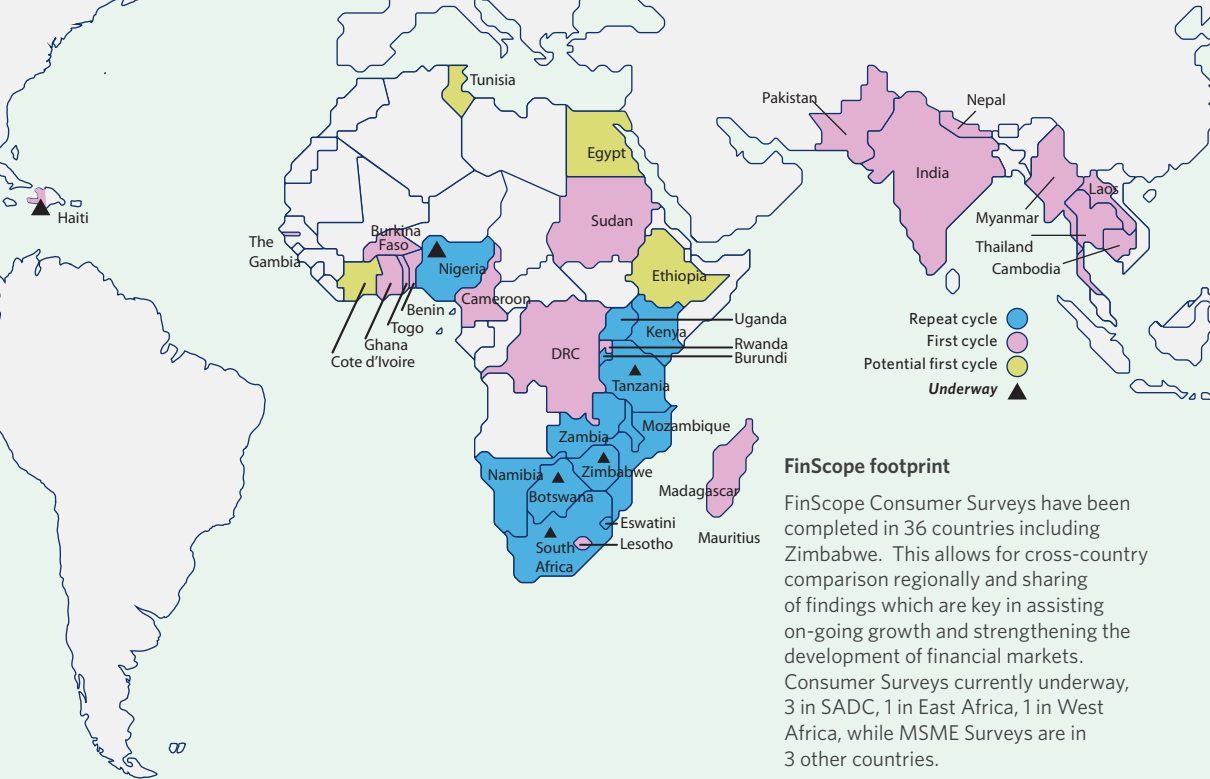 Tunisia
Pakistan
Nepal
Egypt
India
Laos
Haiti
Sudan
Myanmar
The
Gambia
Burkina
Faso
Thailand
Nigeria
Ethiopia
Cambodia
Cameroon
Benin
Togo
Ghana
Cote d'Ivoire
Uganda
Kenya
Rwanda
DRC
Burundi
Tanzania
Repeat cycle
First cycle
Potential first cycle
Underway
Mozambique
Zambia
Zimbabwe
Namibia
Botswana
Madagascar
Eswatini
Mauritius
Lesotho
South
Africa
FinScope footprint
FinScope Consumer Surveys have been
completed in 36 countries including
Zimbabwe. This allows for cross-country
comparison regionally and sharing
of findings which are key in assisting
on-going growth and strengthening the
development of financial markets.
Consumer Surveys currently underway,
3 in SADC, 1 in East Africa, 1 in West
Africa, while MSME Surveys are in
3 other countries.